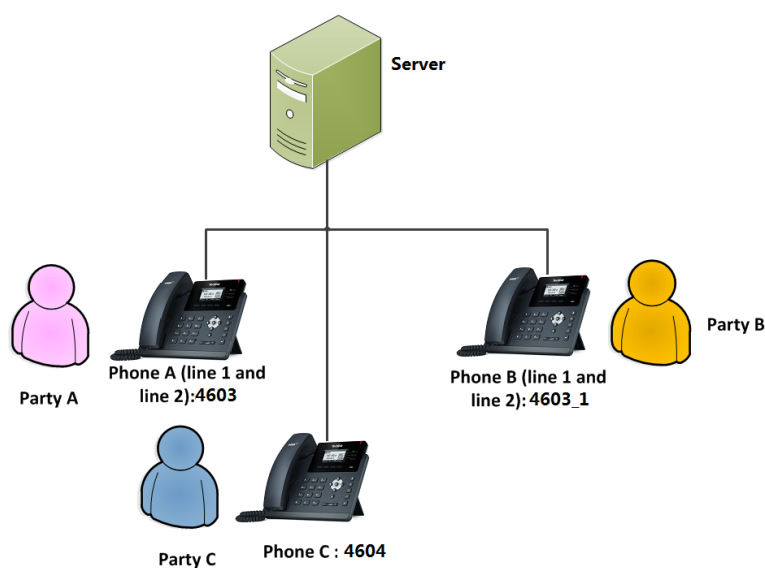 Server
Party B
Phone A (line 1 and
line 2):4603
Phone B (line 1 and
line 2): 4603_1
Party A
Phone C : 4604
Party C